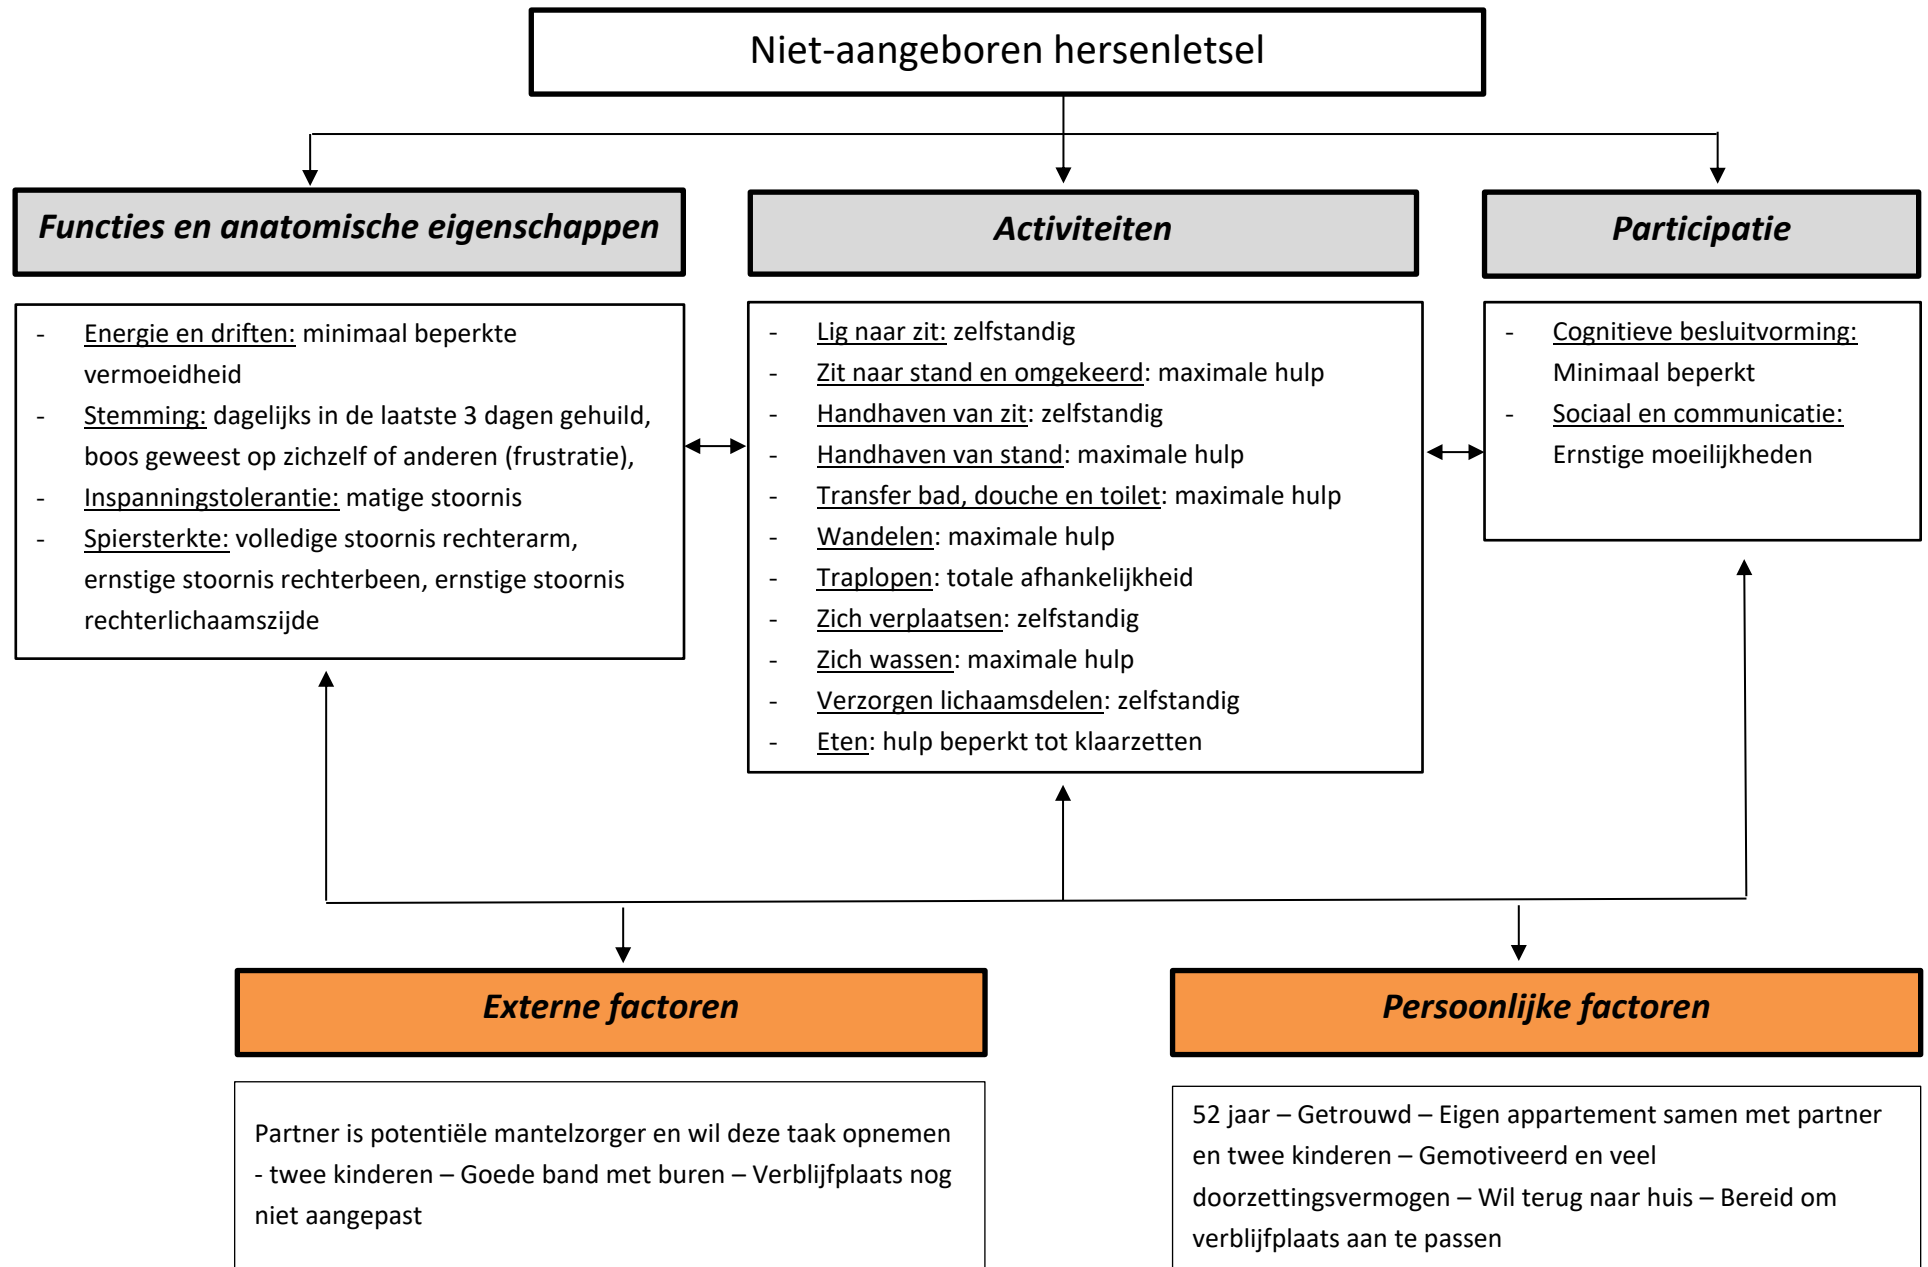 Niet-aangeboren hersenletsel
Functies en anatomische eigenschappen
Activiteiten
Participatie
- Energie en driften: minimaal beperkte
vermoeidheid
- Stemming: dagelijks in de laatste 3 dagen gehuild,
boos geweest op zichzelf of anderen (frustratie),
- Inspanningstolerantie: matige stoornis
- Spiersterkte: volledige stoornis rechterarm,
ernstige stoornis rechterbeen, ernstige stoornis
rechterlichaamszijde
- Lig naar zit: zelfstandig
- Zit naar stand en omgekeerd: maximale hulp
- Handhaven van zit: zelfstandig
- Handhaven van stand: maximale hulp
- Transfer bad, douche en toilet: maximale hulp
- Wandelen: maximale hulp
- Traplopen: totale afhankelijkheid
- Zich verplaatsen: zelfstandig
- Zich wassen: maximale hulp
- Verzorgen lichaamsdelen: zelfstandig
- Eten: hulp beperkt tot klaarzetten
- Cognitieve besluitvorming:
Minimaal beperkt
- Sociaal en communicatie:
Ernstige moeilijkheden
Externe factoren
Persoonlijke factoren
Partner is potentiële mantelzorger en wil deze taak opnemen
- twee kinderen – Goede band met buren – Verblijfplaats nog
niet aangepast
52 jaar – Getrouwd – Eigen appartement samen met partner
en twee kinderen – Gemotiveerd en veel
doorzettingsvermogen – Wil terug naar huis – Bereid om
verblijfplaats aan te passen